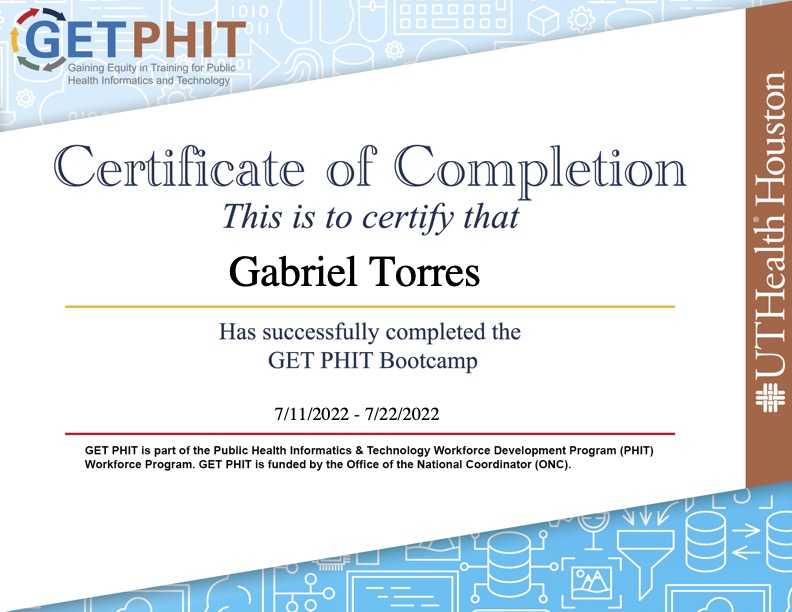 GETPHIT
Gaining Equity in Training for Public
Health Informatics and Technology
Certificate of Completion
This is to certify that
Gabriel Torres
Has successfully completed the
GET PHIT Bootcamp
7/11/2022 - 7/22/2022
GET PHIT is part of the Public Health Informatics & Technology Workforce Development Program (PHIT)
Workforce Program. GET PHIT is funded by the Office of the National Coordinator (ONC).
UTHealth® Houston